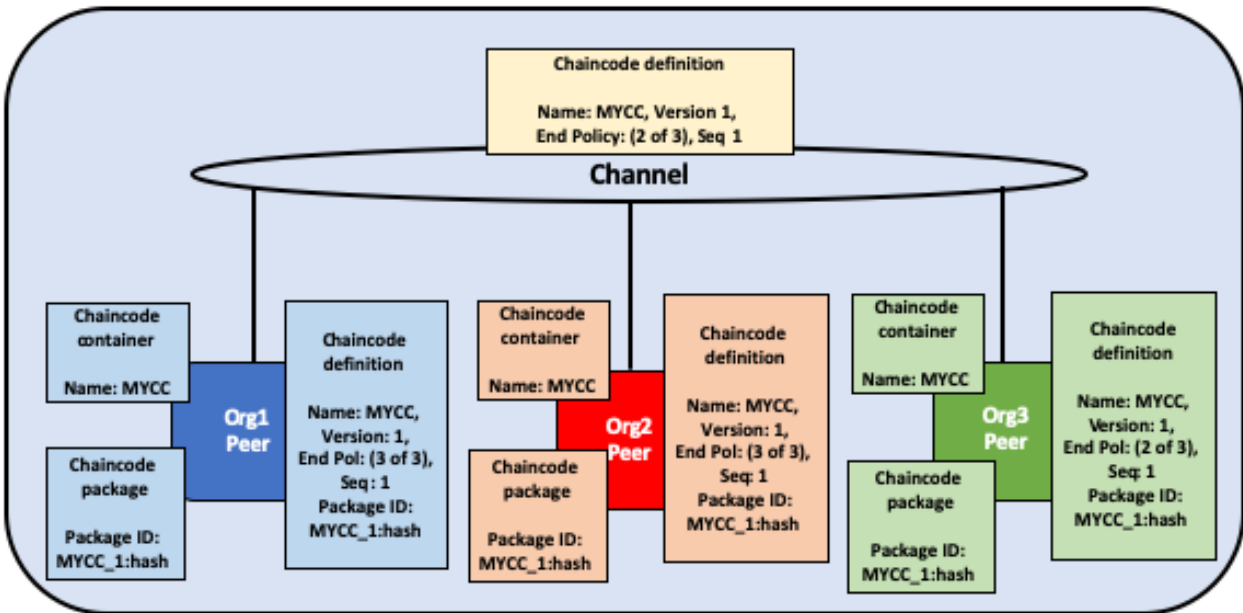 Chaincode definition
Name: MYCC, Version 1,
End Policy: (2 of 3), Seq 1
Channel
Chaincode
container
Name: MYCC
Org1
Peer
Chaincode
package
Package ID:
MYCC_1:hash
Chaincode
definition
Name: MYCC,
Version: 1,
End Pol: (3 of 3),
Seq : 1
Package ID:
MYCC_1:hash
Chaincode
container
Name: MYCC
Org2
Peer
Chaincode
package
Package ID:
MYCC_1:hash
Chaincode
definition
Name: MYCC,
Version: 1,
End Pol: (3 of 3),
Seq: 1
Package ID:
MYCC_1:hash
Chaincode
container
Name: MYCC
Org3
Peer
Chaincode
package
Package ID:
MYCC_1:hash
Chaincode
definition
Name: MYCC,
Version: 1,
End Pol: (2 of 3),
Seq: 1
Package ID:
MYCC_1:hash